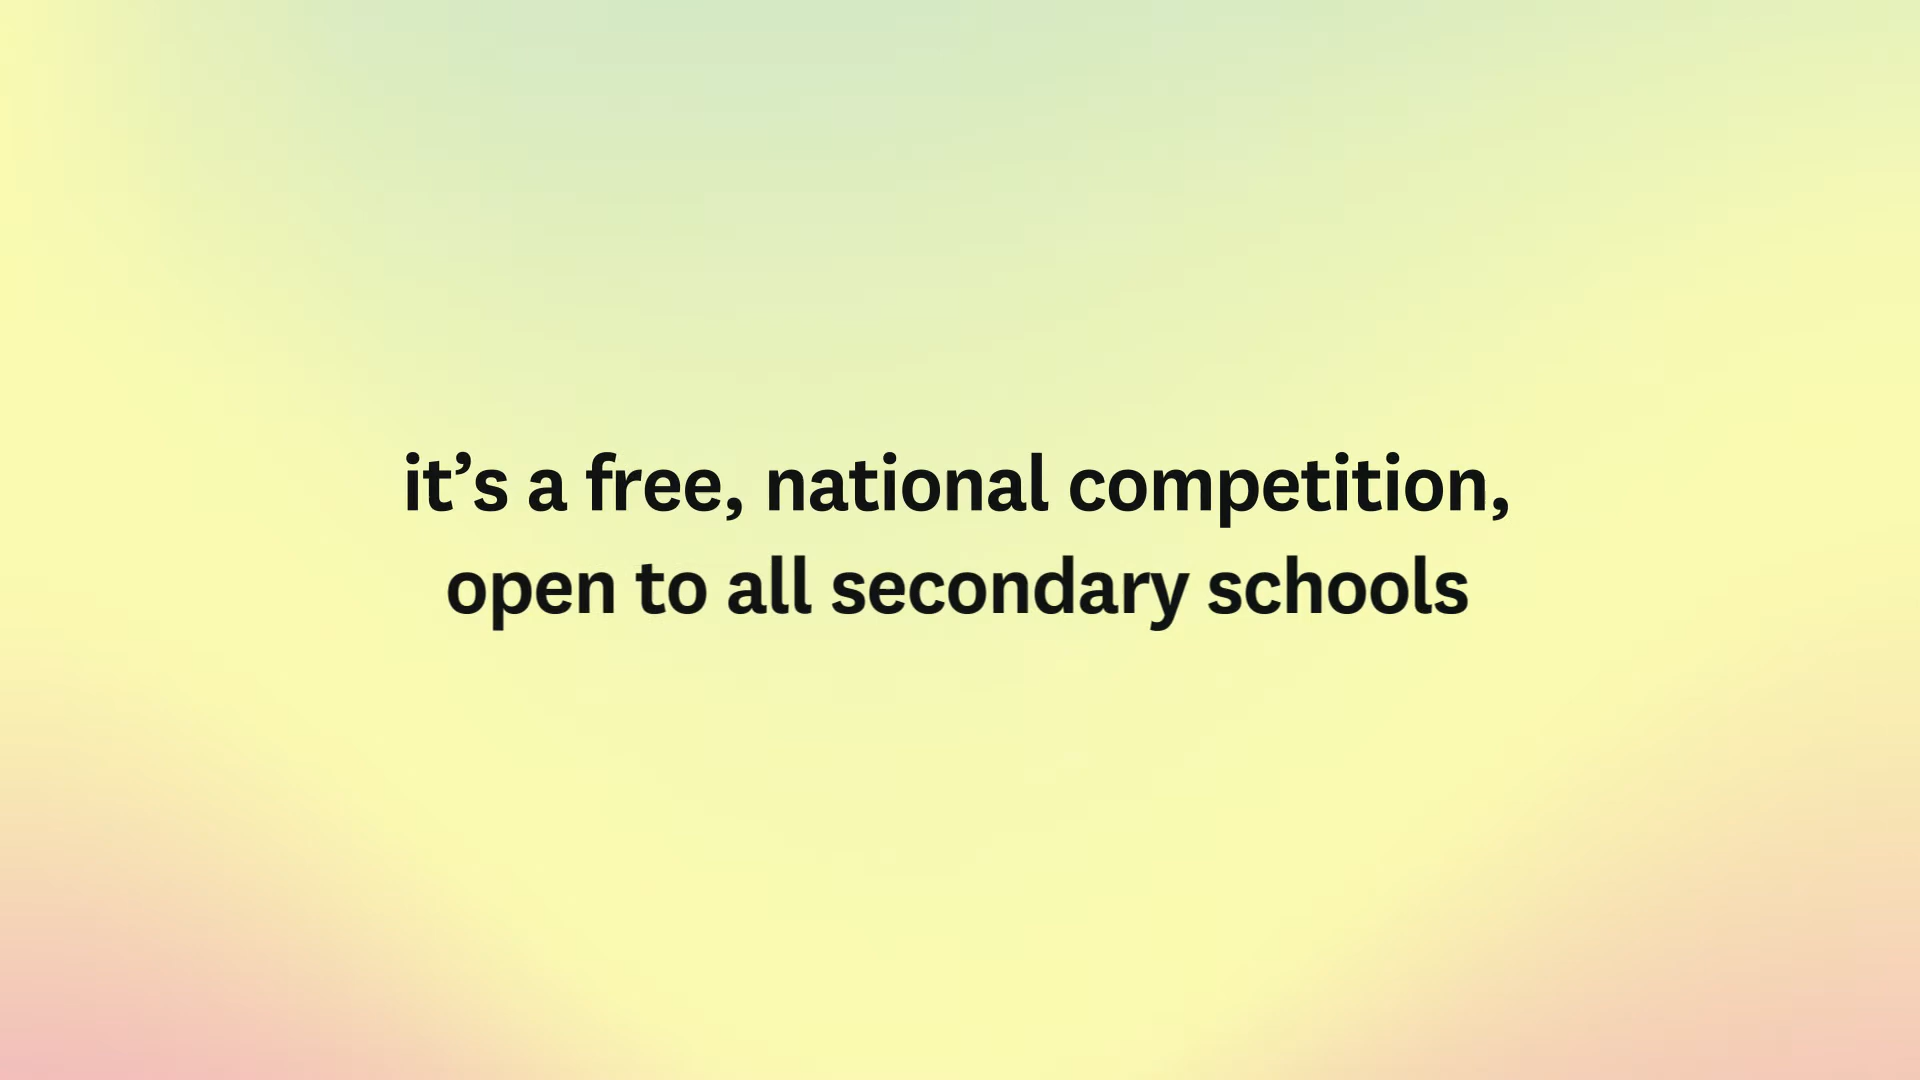 it’s a free, national competition,
open to all secondary schools